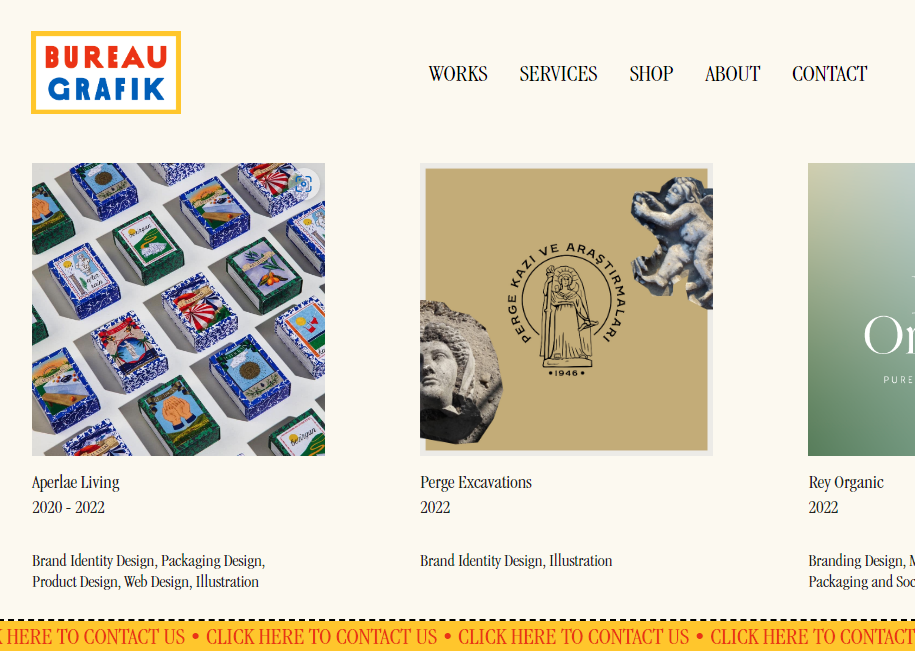 BUREAU
GRAFIK
WORKS SERVICES SHOP ABOUT CONTACT
PERGE KAZI VE ARAŞTIRMALARI
• 1946 •
PURE
Aperlae Living
2020 - 2022
Brand Identity Design, Packaging Design,
Product Design, Web Design, Illustration
Perge Excavations
2022
Brand Identity Design, Illustration
Rey Organic
2022
Branding Design,
Packaging and
HERE TO CONTACT US • CLICK HERE TO CONTACT US • CLICK HERE TO CONTACT US • CLICK HERE TO CONTACT